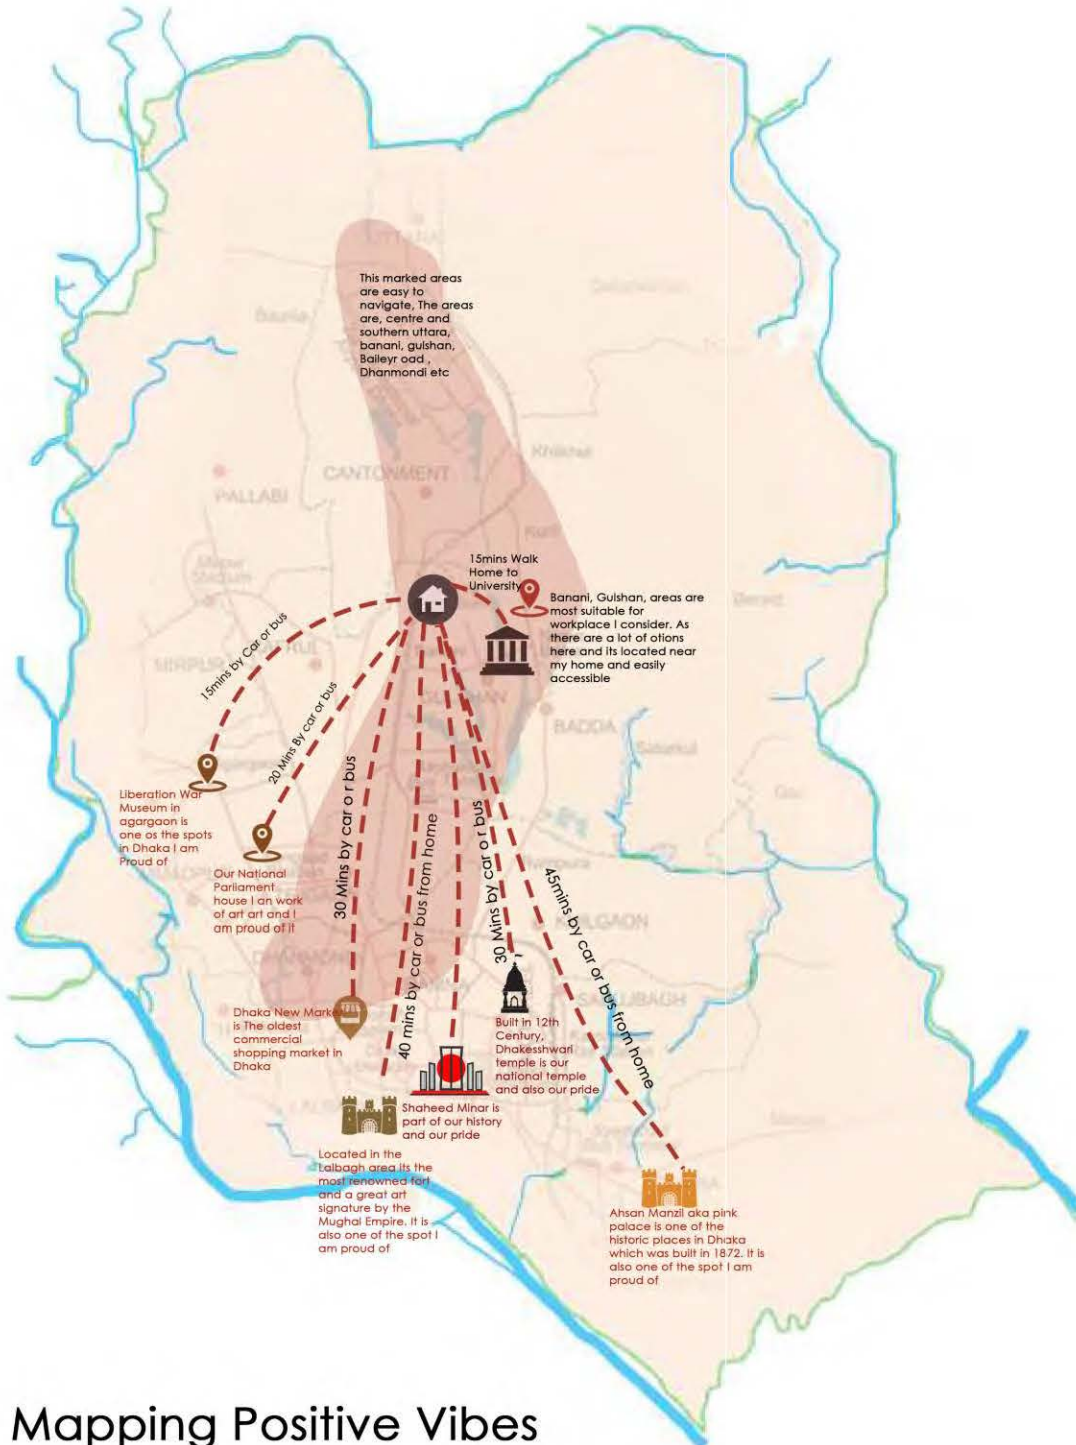 UTTARA
This marked areas
are easy to
navigate, The areas
are, centre and
southern uttara,
banani, gulshan,
Baileyr oad ,
Dhanmondi etc
Khilkhet
CANTONMENT
PALLABI
Kuril
15mins Walk
Home to
University
Banani, Gulshan, areas are
most suitable for
workplace I consider. As
there are a lot of otions
here and its located near
my home and easily
accessible
Mirpur
Stadium
MIRPUR
15mins by Car or bus
20 Mins By car or bus
BADDA
Satarkul
Liberation War
Museum in
agargaon is
one os the spots
in Dhaka I am
Proud of
Our National
Parliament
house I an work
of art art and I
am proud of it
30 Mins by car o r bus
40 mins by car or bus from home
30 Mins by car o r bus
45mins by car or bus from home
SABUJBAGH
Dhaka New Market
is The oldest
commercial
shopping market in
Dhaka
Built in 12th
Century,
Dhakesshwari
temple is our
national temple
and also our pride
Shaheed Minar is
part of our history
and our pride
Located in the
Lalbagh area its the
most renowned fort
and a great art
signature by the
Mughal Empire. It is
also one of the spot I
am proud of
Ahsan Manzil aka pink
palace is one of the
historic places in Dhaka
which was built in 1872. It is
also one of the spot I am
proud of
Mapping Positive Vibes